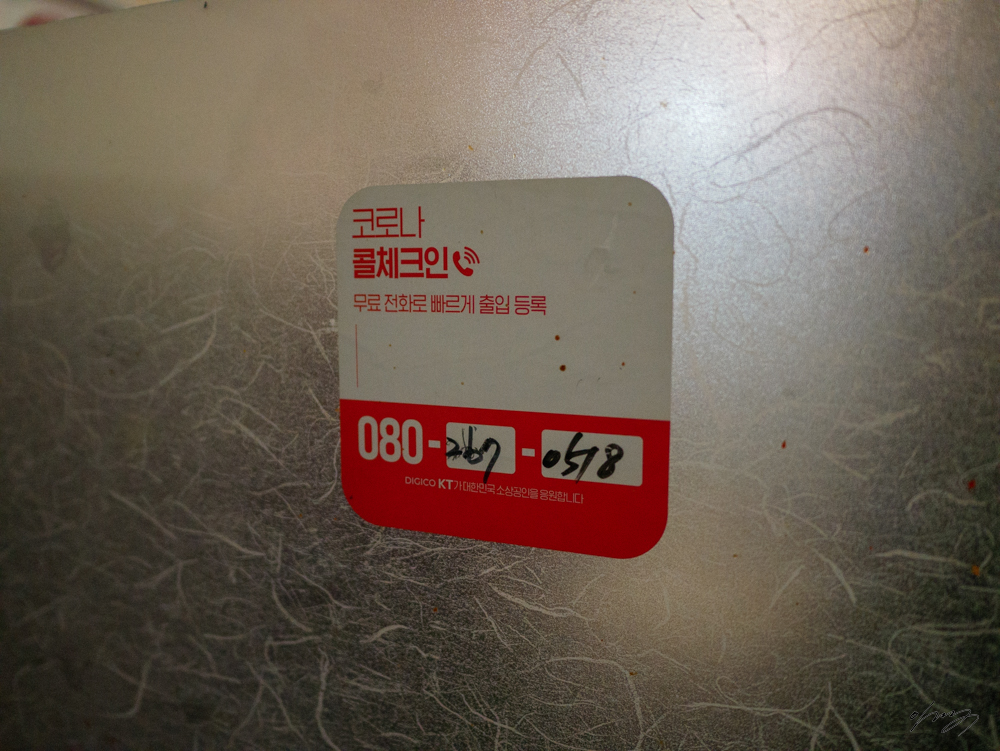 코로나
콜체크인
무료 전화로 빠르게 출입 등록
080-267-0518
DIGICO KT가 대한민국 소상공인을 응원합니다